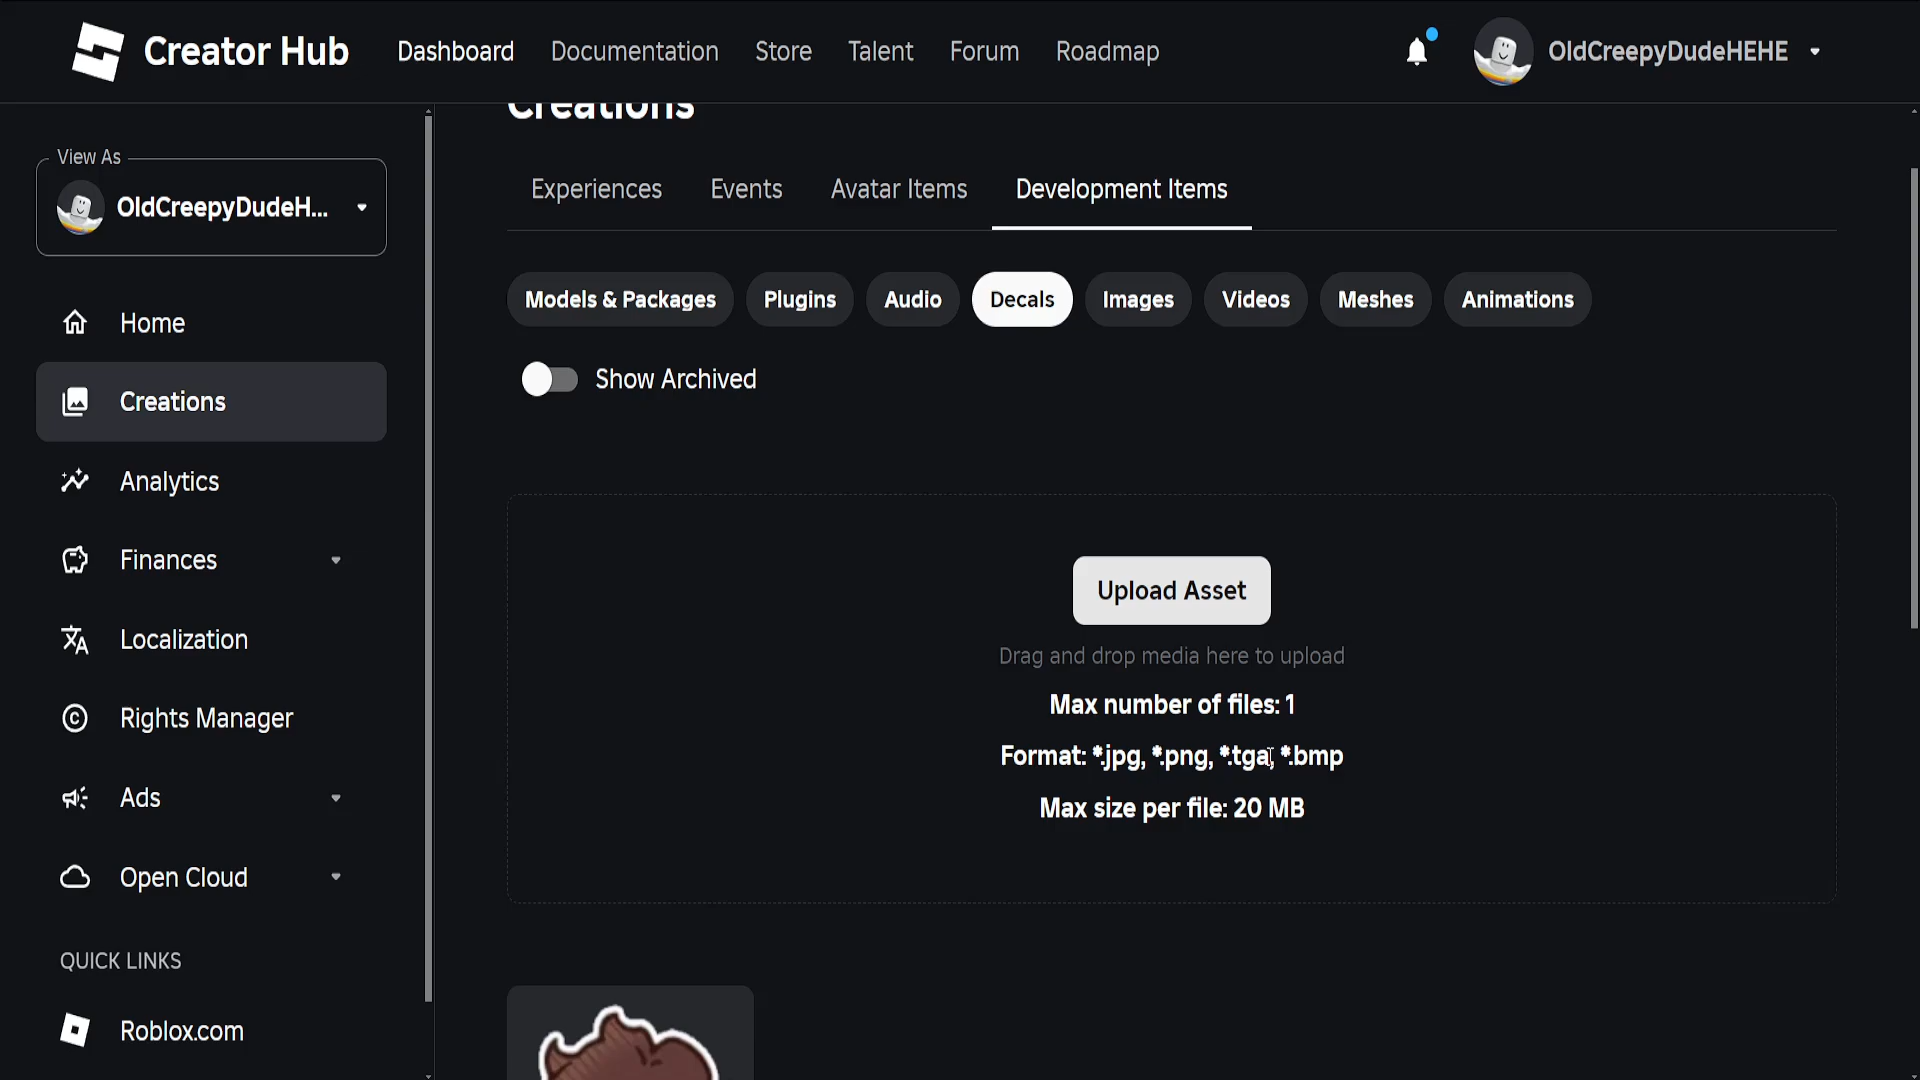 Creator Hub
Dashboard
Documentation
Store
Talent
Forum
Roadmap
OldCreepyDudeHEHE
View As
OldCreepyDudeH...
Home
Creations
Analytics
Finances
Localization
Rights Manager
Ads
Open Cloud
QUICK LINKS
Roblox.com
Creations
Experiences
Events
Avatar Items
Development Items
Models & Packages
Plugins
Audio
Decals
Images
Videos
Meshes
Animations
Show Archived
Upload Asset
Drag and drop media here to upload
Max number of files: 1
Format: *.jpg, *.png, *.tga, *.bmp
Max size per file: 20 MB